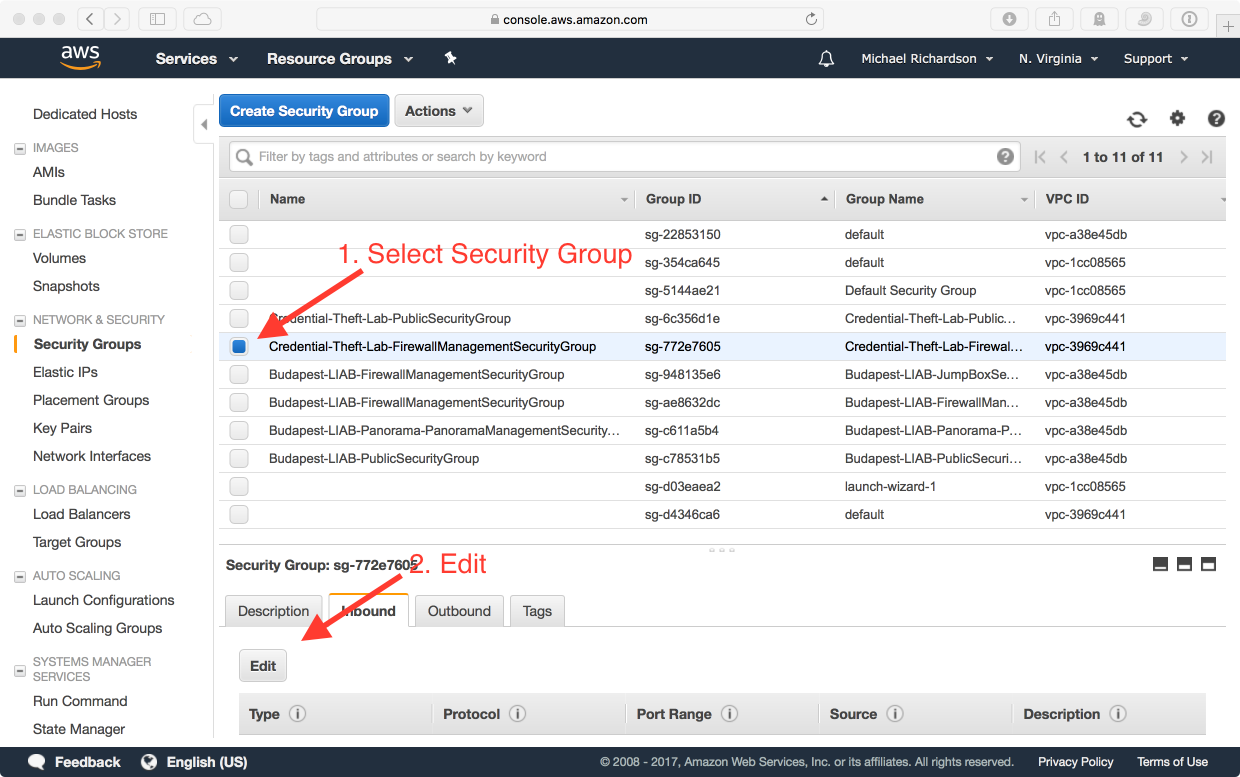 console.aws.amazon.com
aws
Services
Resource Groups
Michael Richardson
N. Virginia
Support
Dedicated Hosts
IMAGES
AMIs
Bundle Tasks
ELASTIC BLOCK STORE
Volumes
Snapshots
NETWORK & SECURITY
Security Groups
Elastic IPs
Placement Groups
Key Pairs
Network Interfaces
LOAD BALANCING
Load Balancers
Target Groups
AUTO SCALING
Launch Configurations
Auto Scaling Groups
SYSTEMS MANAGER
SERVICES
Run Command
State Manager
Create Security Group
Actions
Filter by tags and attributes or search by keyword
1 to 11 of 11
Name Group ID Group Name VPC ID
sg-22853150 default vpc-a38e45db
1. Select Security Group
sg-354ca645 default vpc-1cc08565
sg-5144ae21 Default Security Group vpc-1cc08565
Credential-Theft-Lab-PublicSecurityGroup sg-6c356d1e Credential-Theft-Lab-Public... vpc-3969c441
Credential-Theft-Lab-FirewallManagementSecurityGroup sg-772e7605 Credential-Theft-Lab-Firewal... vpc-3969c441
Budapest-LIAB-FirewallManagementSecurityGroup sg-948135e6 Budapest-LIAB-JumpBoxSe... vpc-a38e45db
Budapest-LIAB-FirewallManagementSecurityGroup sg-ae8632dc Budapest-LIAB-FirewallMan... vpc-a38e45db
Budapest-LIAB-Panorama-PanoramaManagementSecurity... sg-c611a5b4 Budapest-LIAB-Panorama-P... vpc-a38e45db
Budapest-LIAB-PublicSecurityGroup sg-c78531b5 Budapest-LIAB-PublicSecuri... vpc-a38e45db
sg-d03eaea2 launch-wizard-1 vpc-1cc08565
sg-d4346ca6 default vpc-3969c441
Security Group: sg-772e7605
2. Edit
Description Inbound Outbound Tags
Edit
Type Protocol Port Range Source Description
Feedback
English (US)
© 2008 - 2017, Amazon Web Services, Inc. or its affiliates. All rights reserved.
Privacy Policy
Terms of Use